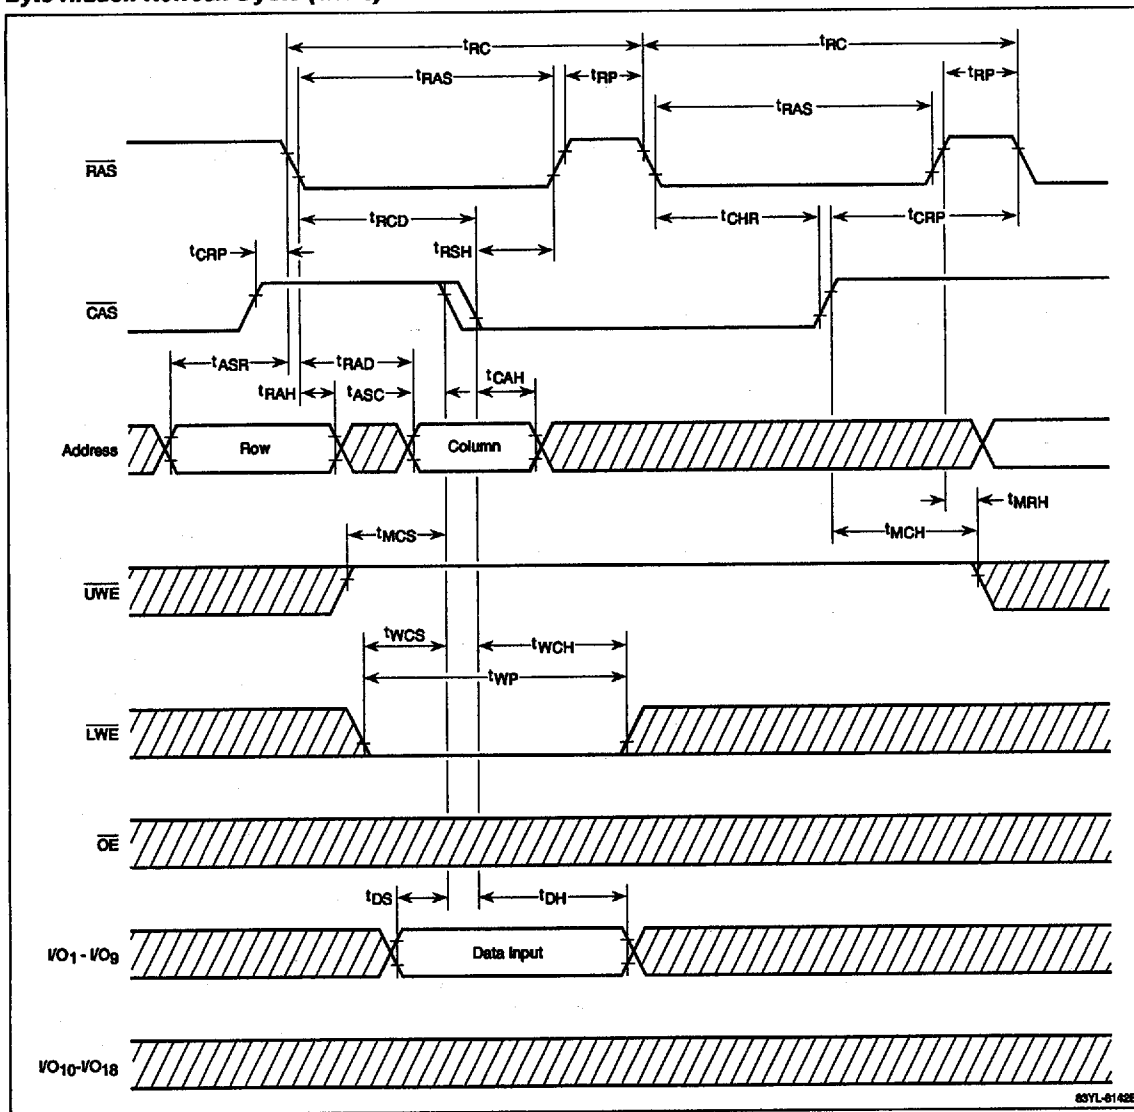 tRC tRC
tRAS tRP tRP
tRAS
RAS
tRCD tCHR tCRP
tCRP tRSH
CAS
tASR tRAD tCAH
tRAH tASC
Address Row Column
tMRH
tMCS tMCH
UWE
tWCS tWCH
tWP
LWE
OE
tDS tDH
I/O1 - I/O9 Data Input
I/O10-I/O18